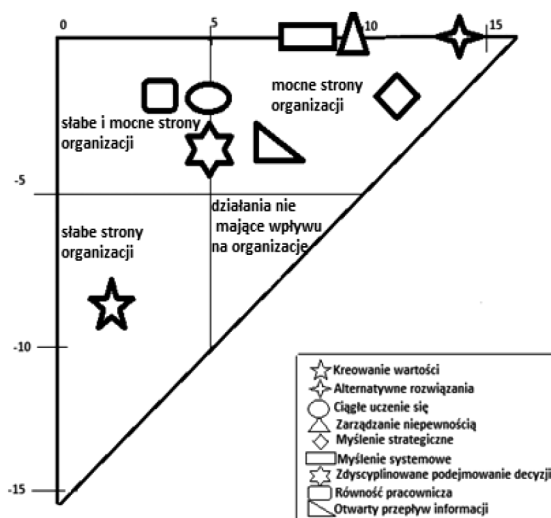 0
5
10
15
mocne strony
organizacji
słabe i mocne strony
organizacji
-5
działania nie
mające wpływu
na organizację
słabe strony
organizacji
-10
-15
Kreowanie wartości
Alternatywne rozwiązania
Ciągłe uczenie się
Zarządzanie niepewnością
Myślenie strategiczne
Myślenie systemowe
Zdyscyplinowane podejmowanie decyzji
Równość pracownicza
Otwarty przepływ informacji